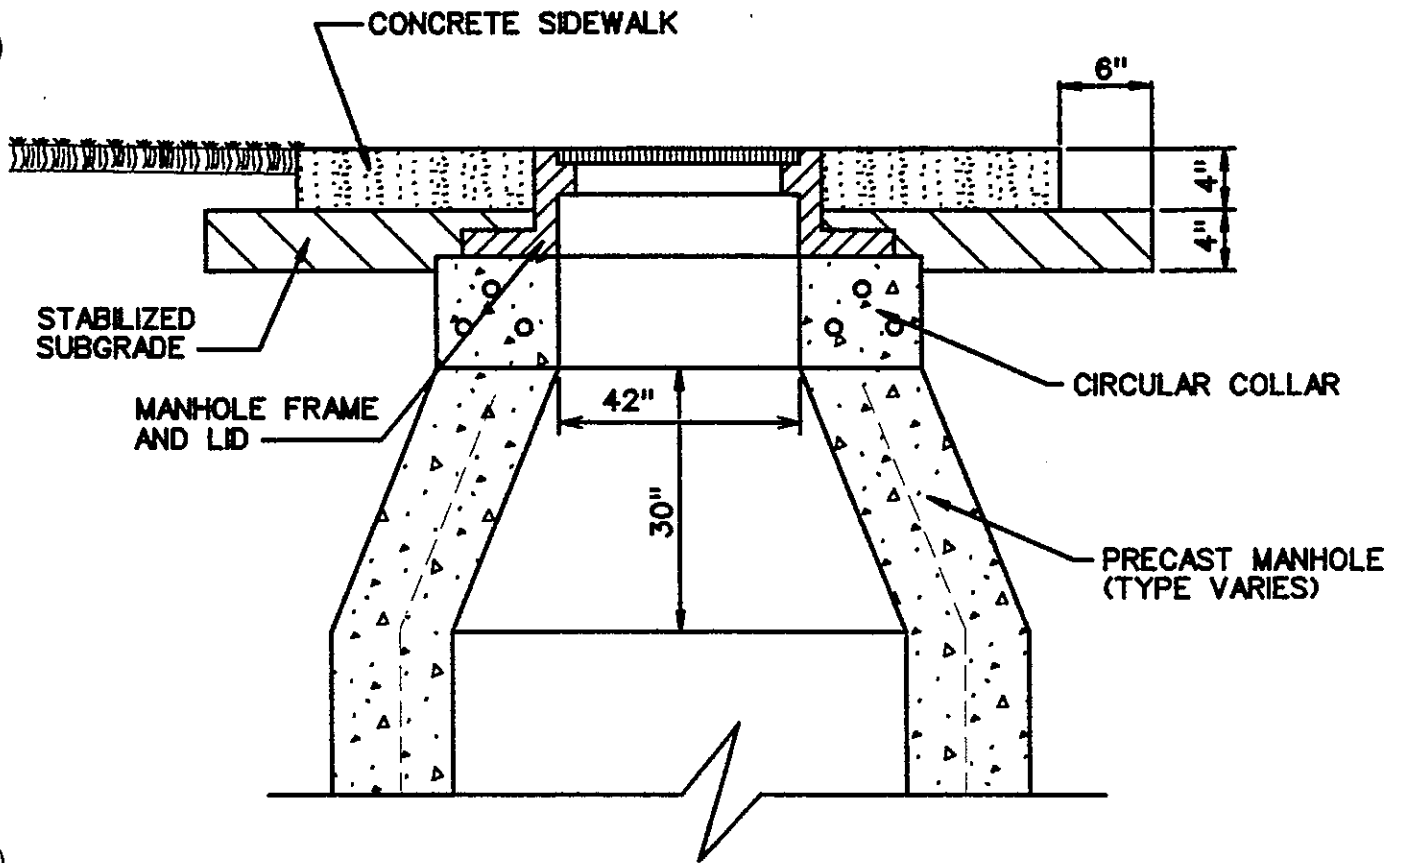 CONCRETE SIDEWALK
6"
4"
4"
STABILIZED
SUBGRADE
MANHOLE FRAME
AND LID
42"
CIRCULAR COLLAR
30"
PRECAST MANHOLE
(TYPE VARIES)